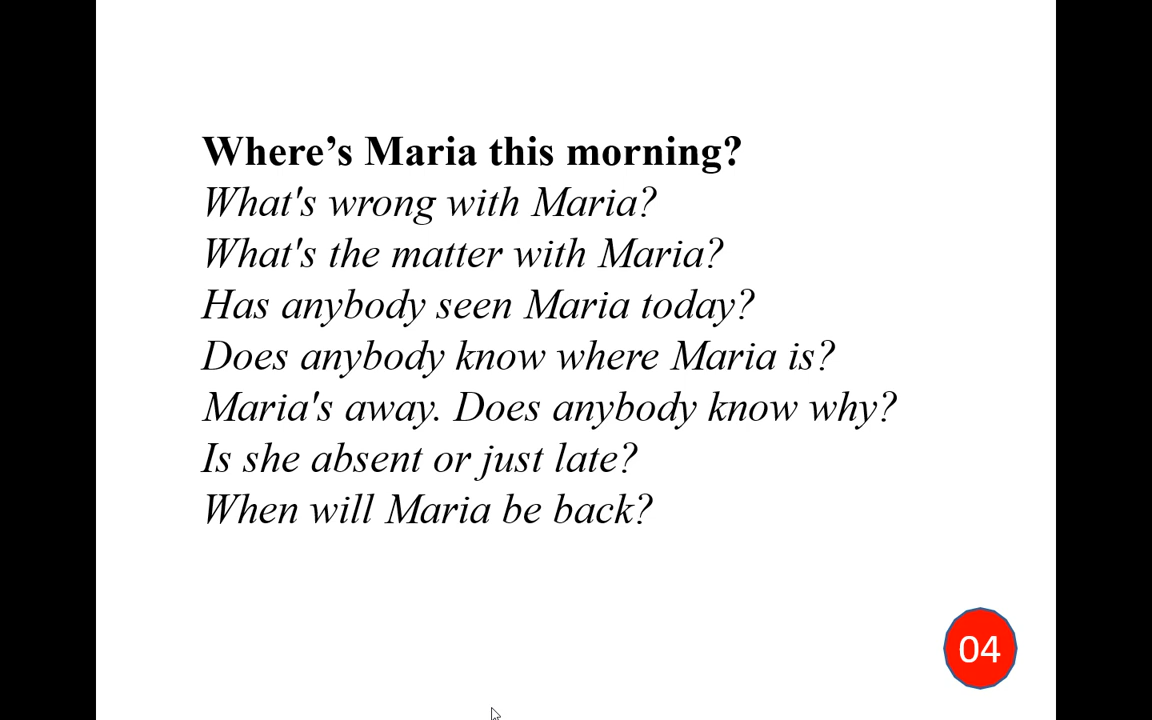 Where’s Maria this morning?
What's wrong with Maria?
What's the matter with Maria?
Has anybody seen Maria today?
Does anybody know where Maria is?
Maria's away. Does anybody know why?
Is she absent or just late?
When will Maria be back?
04